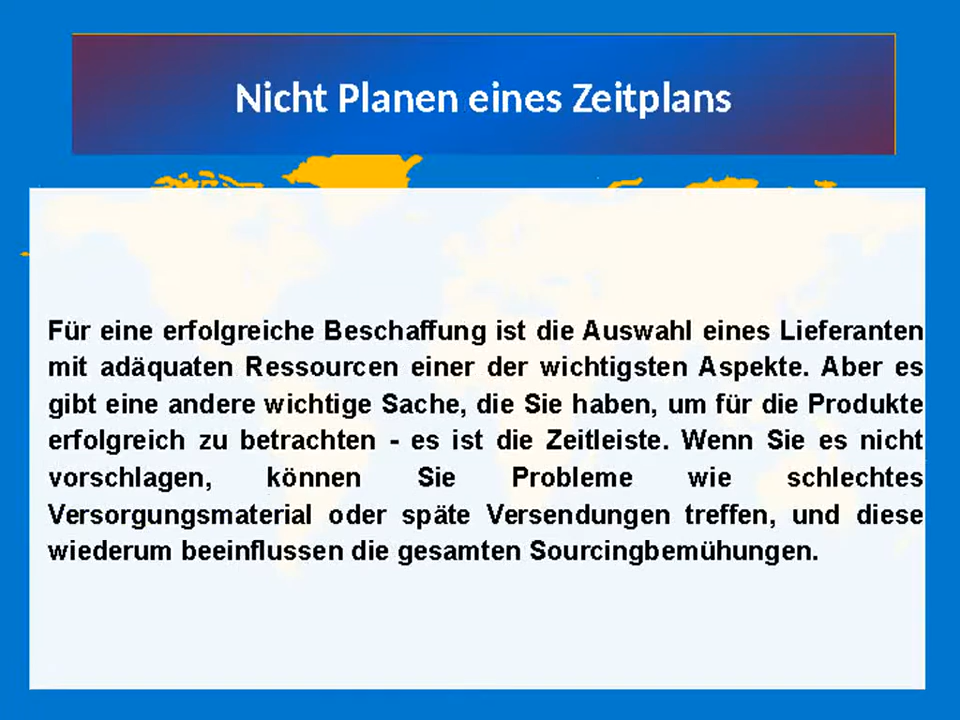 Nicht Planen eines Zeitplans
Für eine erfolgreiche Beschaffung ist die Auswahl eines Lieferanten
mit adäquaten Ressourcen einer der wichtigsten Aspekte. Aber es
gibt eine andere wichtige Sache, die Sie haben, um für die Produkte
erfolgreich zu betrachten - es ist die Zeitleiste. Wenn Sie es nicht
vorschlagen, können Sie Probleme wie schlechtes
Versorgungsmaterial oder späte Versendungen treffen, und diese
wiederum beeinflussen die gesamten Sourcingbemühungen.